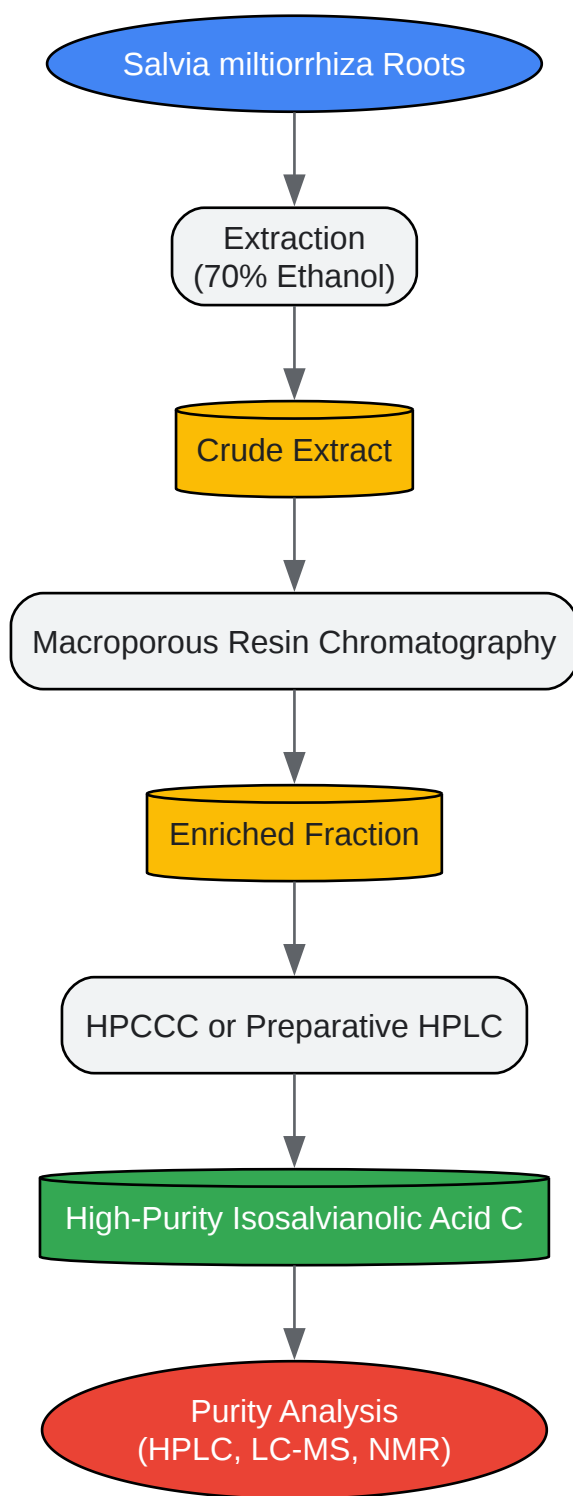 Salvia miltiorrhiza Roots
Extraction
(70% Ethanol)
Crude Extract
Macroporous Resin Chromatography
Enriched Fraction
HPCCC or Preparative HPLC
High-Purity Isosalvianolic Acid C
Purity Analysis
(HPLC, LC-MS, NMR)